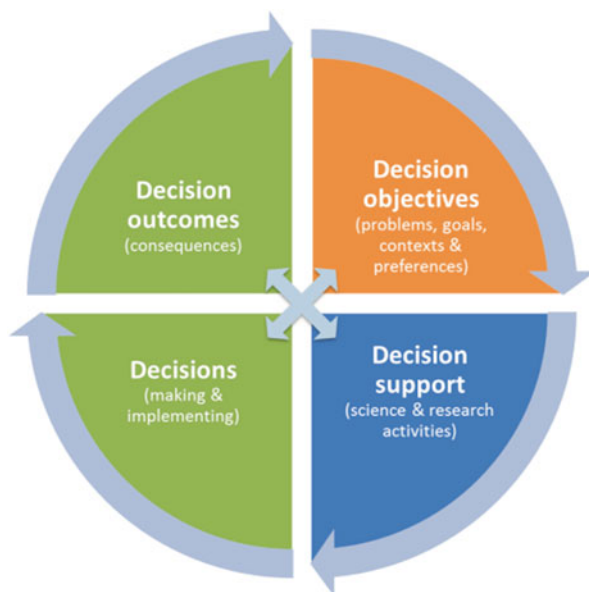 Decision
outcomes
(consequences)
Decision
objectives
(problems, goals,
contexts &
preferences)
Decisions
(making &
implementing)
Decision
support
(science & research
activities)